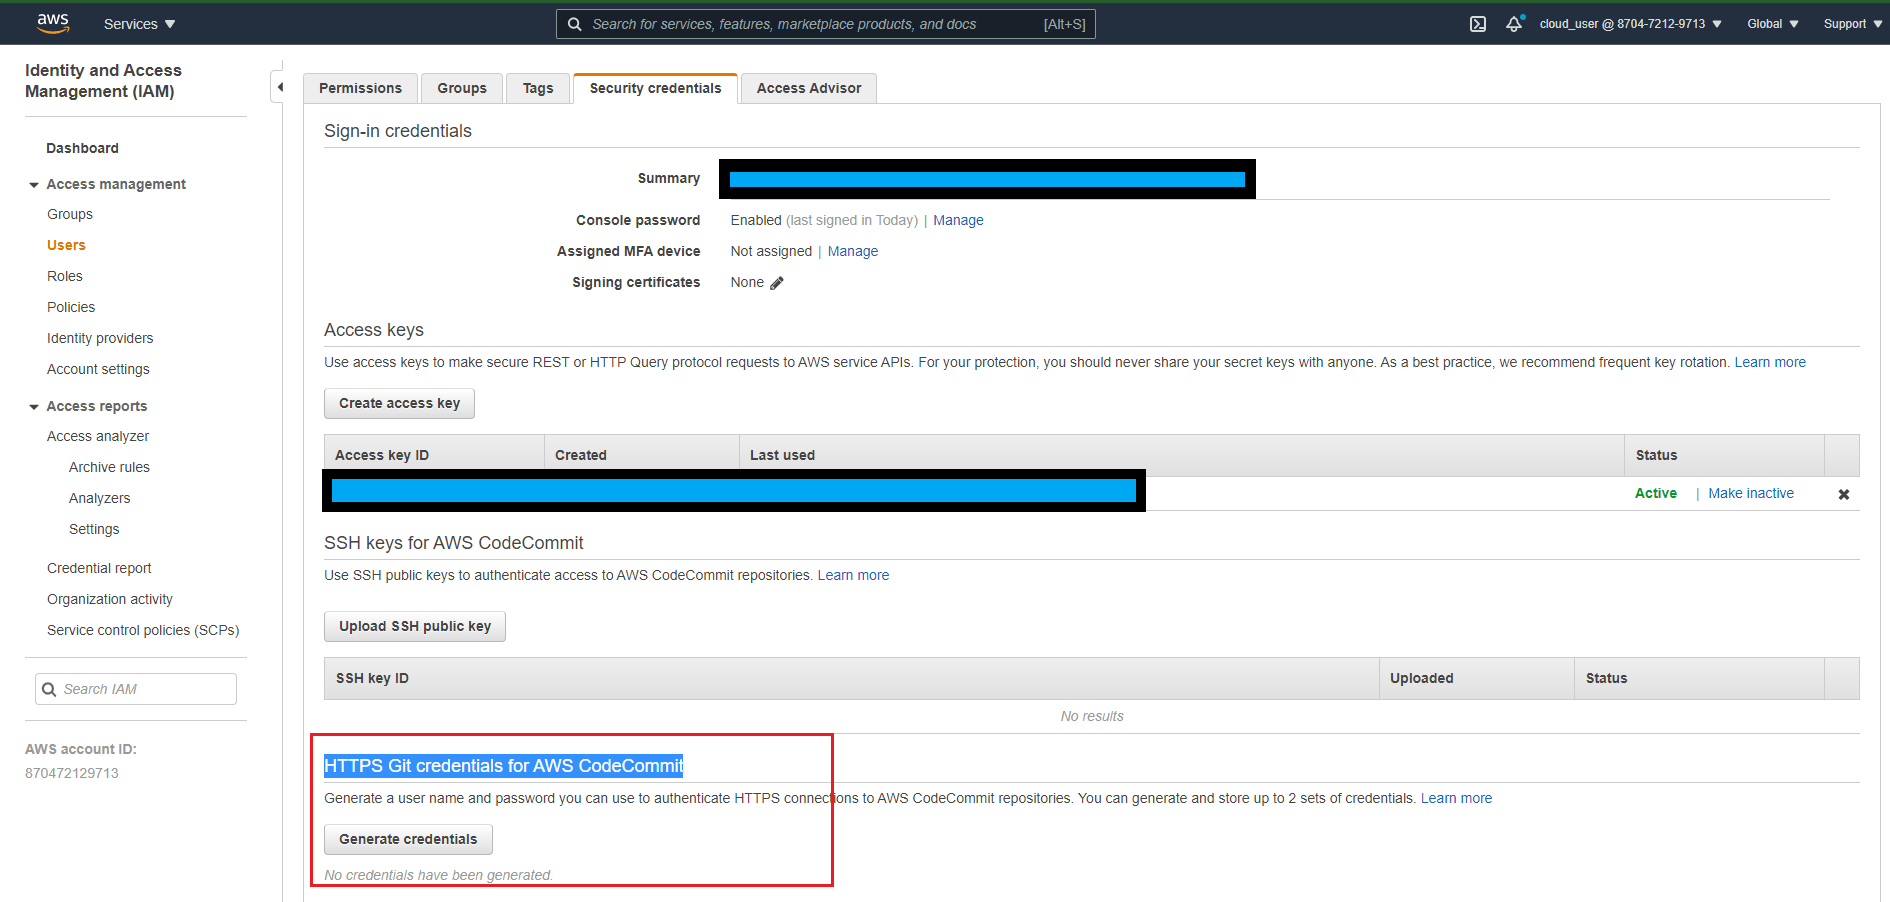 aws Services Search for services, features, marketplace products, and docs [Alt+S] cloud_user @ 8704-7212-9713 Global Support
Identity and Access
Management (IAM)
Dashboard
Access management
Groups
Users
Roles
Policies
Identity providers
Account settings
Access reports
Access analyzer
Archive rules
Analyzers
Settings
Credential report
Organization activity
Service control policies (SCPs)
Search IAM
AWS account ID:
870472129713
Permissions Groups Tags Security credentials Access Advisor
Sign-in credentials
Summary
Console password Enabled (last signed in Today) | Manage
Assigned MFA device Not assigned | Manage
Signing certificates None
Access keys
Use access keys to make secure REST or HTTP Query protocol requests to AWS service APIs. For your protection, you should never share your secret keys with anyone. As a best practice, we recommend frequent key rotation. Learn more
Create access key
Access key ID Created Last used Status
Active | Make inactive
SSH keys for AWS CodeCommit
Use SSH public keys to authenticate access to AWS CodeCommit repositories. Learn more
Upload SSH public key
SSH key ID Uploaded Status
No results
HTTPS Git credentials for AWS CodeCommit
Generate a user name and password you can use to authenticate HTTPS connections to AWS CodeCommit repositories. You can generate and store up to 2 sets of credentials. Learn more
Generate credentials
No credentials have been generated.